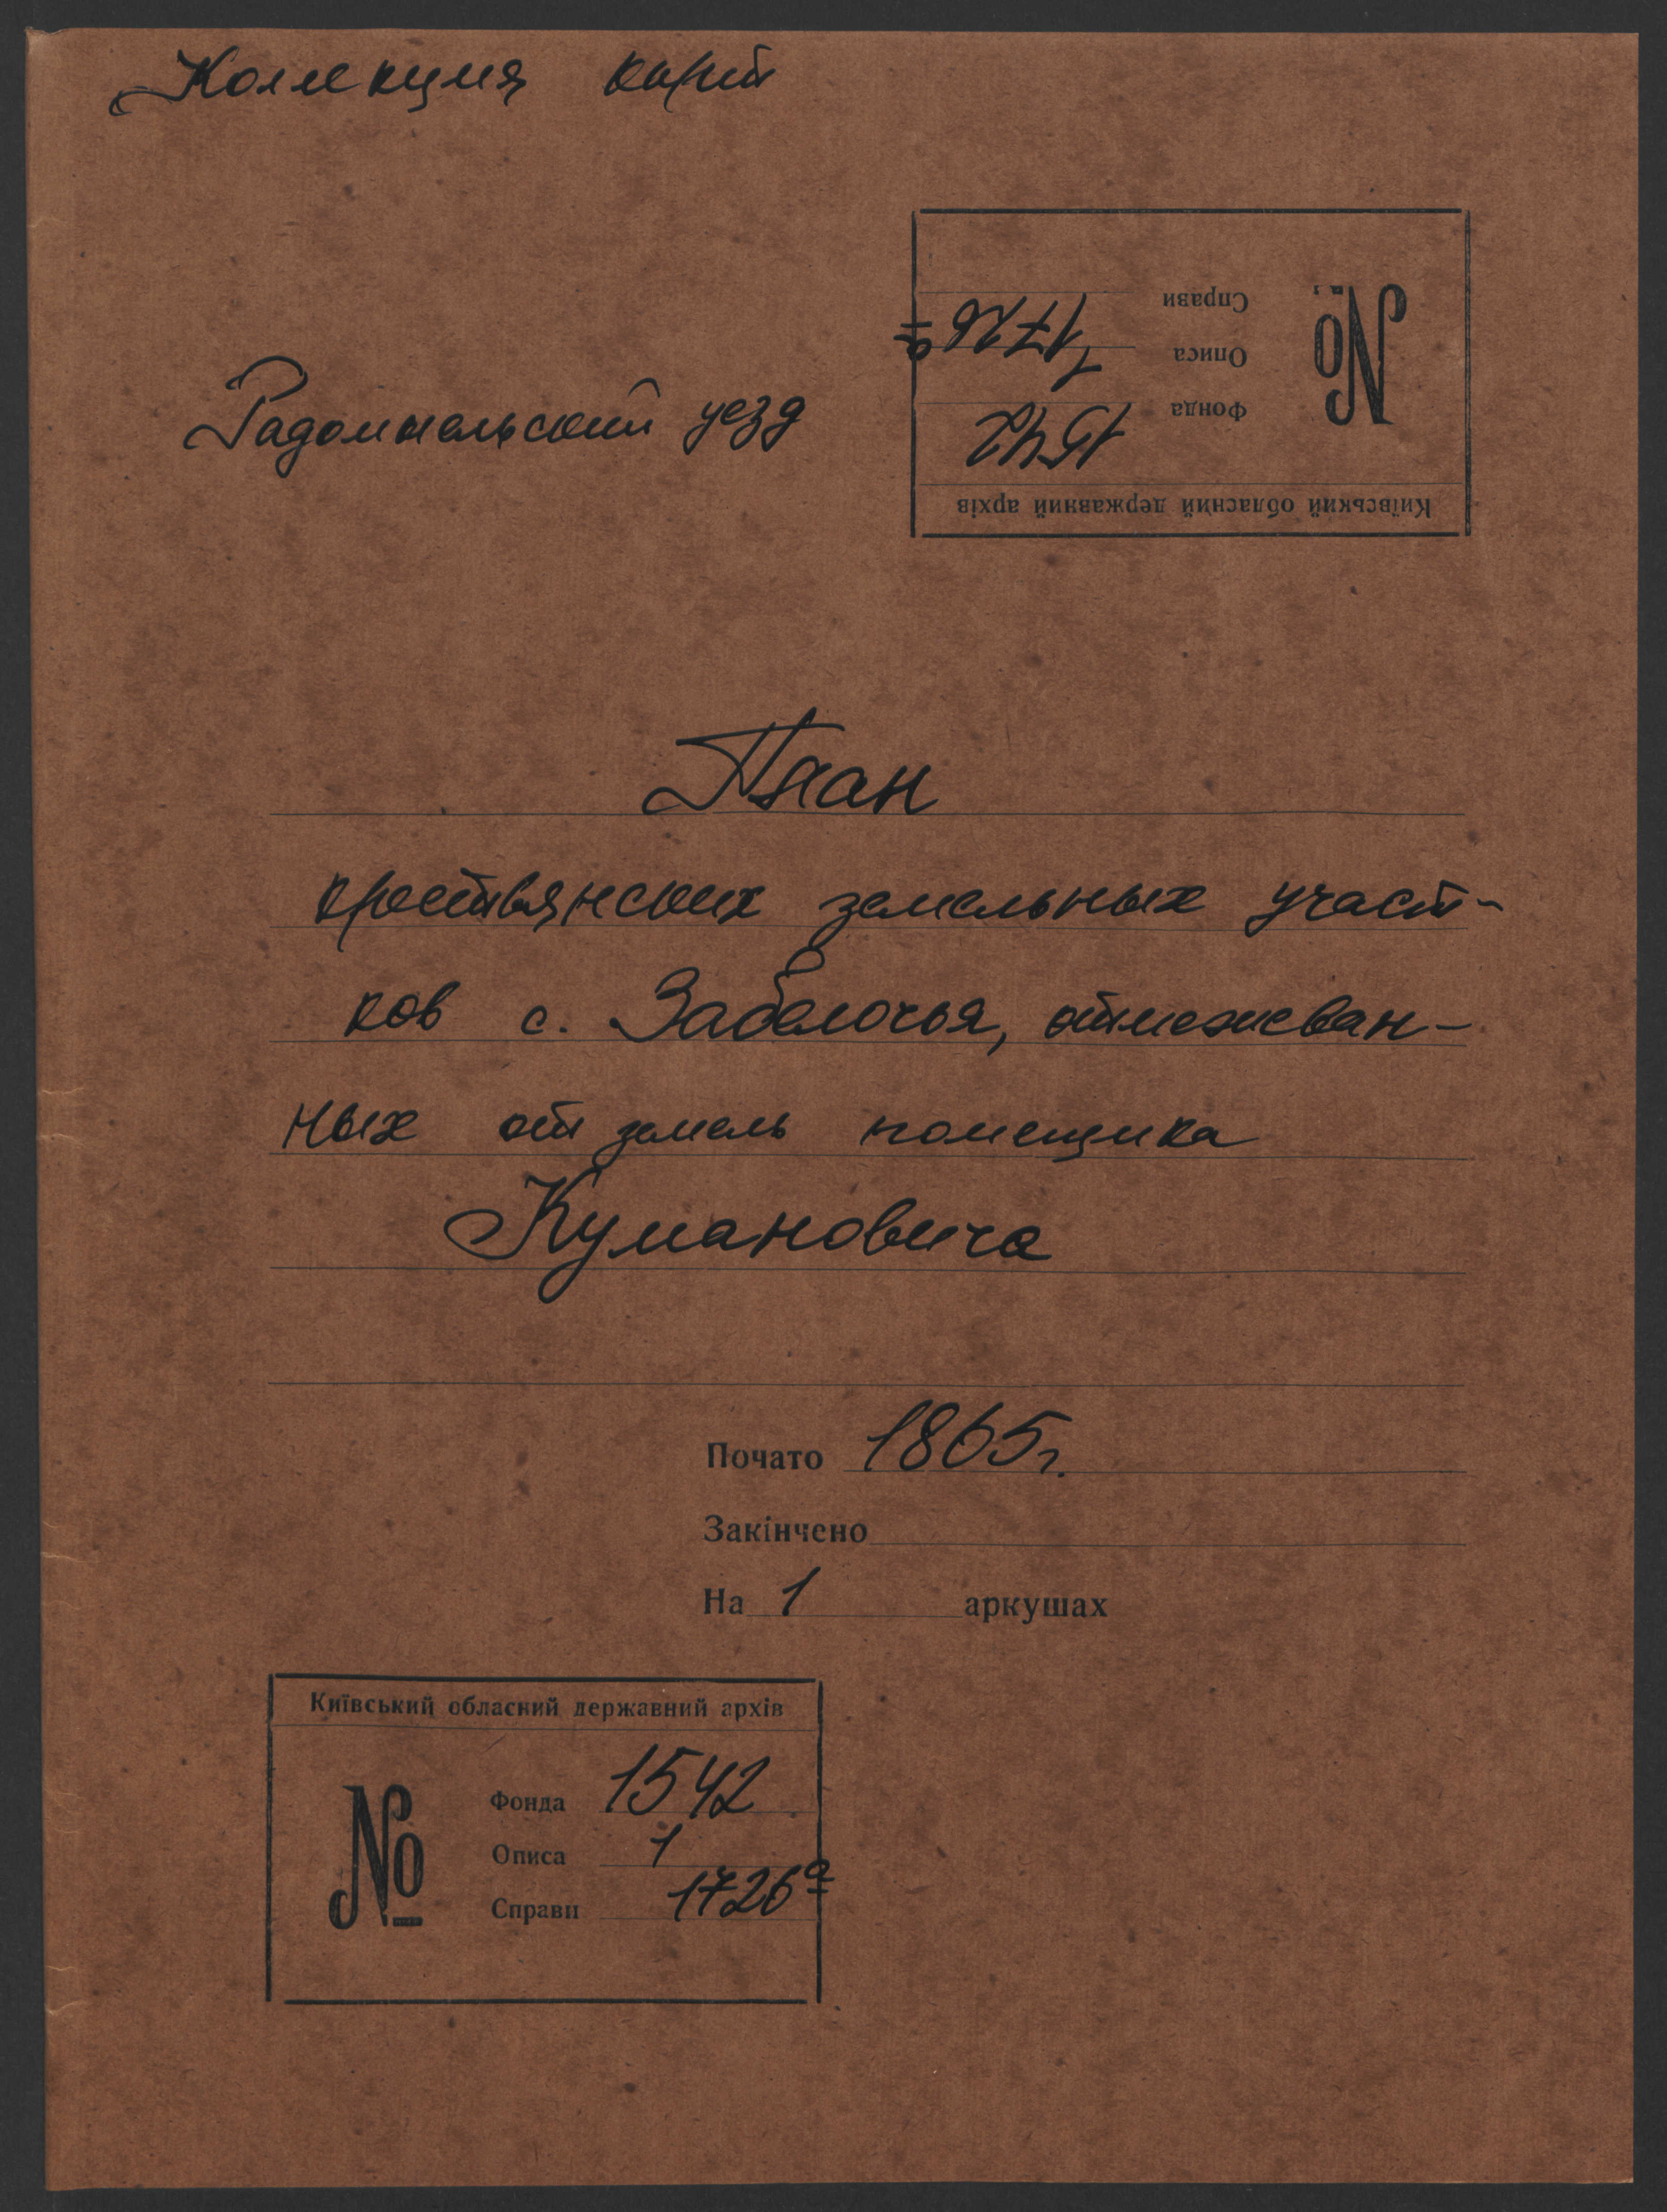 Коллекция карт
Справи 1726а
Описа 1
Фонда 1542
№
Київський обласний державний архів
Радомысльский уезд
План
крестьянских земельных участ-
ков с. Заболочья, отмежеван-
ных от земель помещика
Кумановича
Почато 1865г.
Закінчено
На 1 аркушах
Київський обласний державний архів
№
Фонда 1542
Описа 1
Справи 1726а